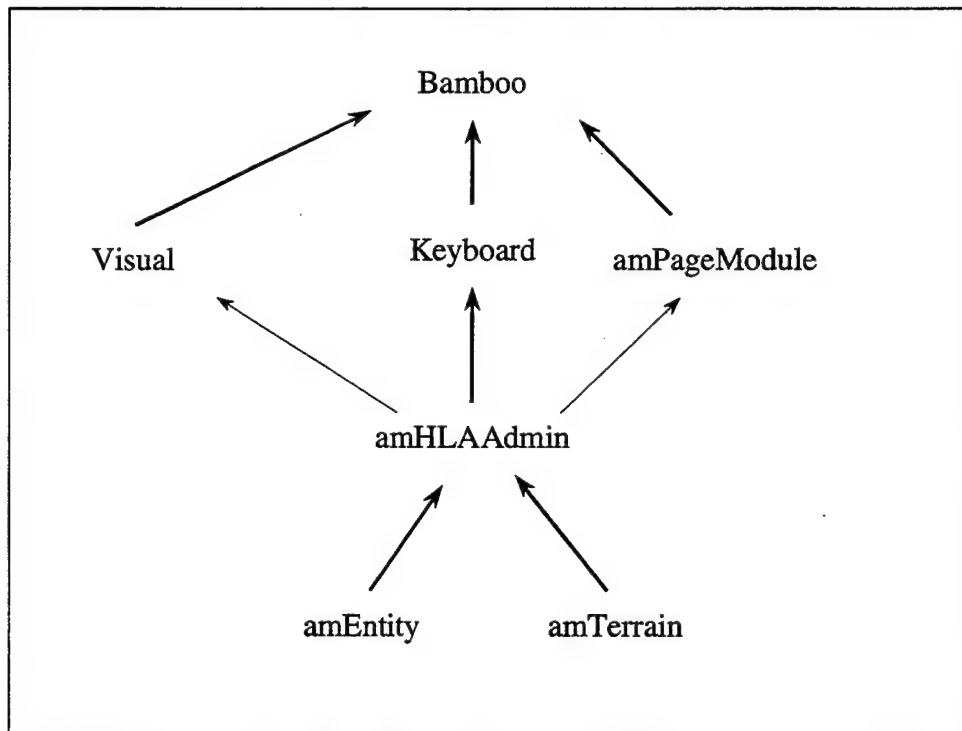 Bamboo
Visual
Keyboard
amPageModule
amHLAAdmin
amEntity
amTerrain